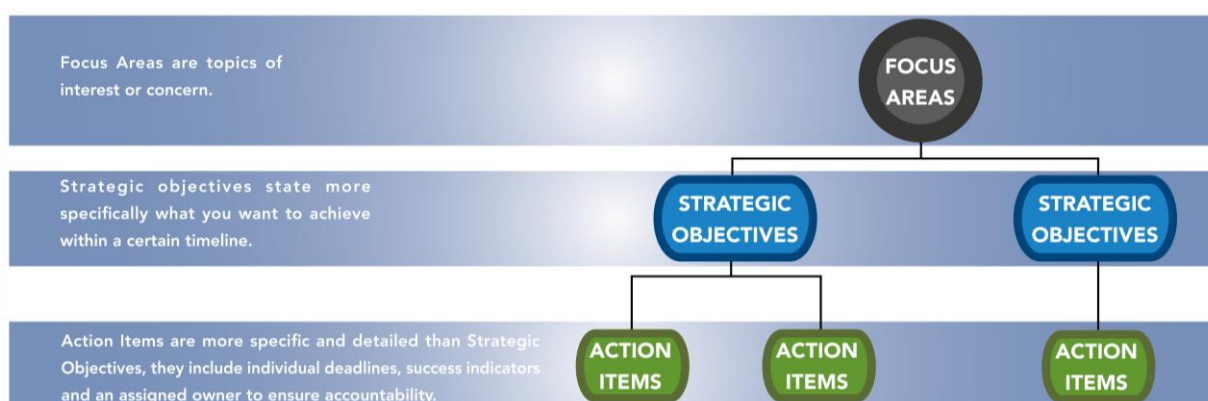 Focus Areas are topics of
interest or concern.
FOCUS
AREAS
Strategic objectives state more
specifically what you want to achieve
within a certain timeline.
STRATEGIC
OBJECTIVES
STRATEGIC
OBJECTIVES
Action Items are more specific and detailed than Strategic
Objectives, they include individual deadlines, success indicators
and an assigned owner to ensure accountability.
ACTION
ITEMS
ACTION
ITEMS
ACTION
ITEMS